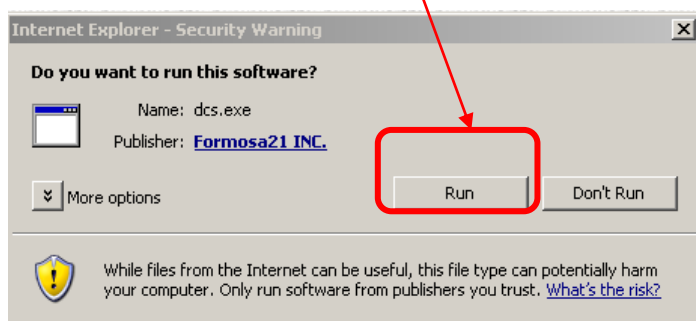 Internet Explorer - Security Warning
Do you want to run this software?
Name: dcs.exe
Publisher: Formosa21 INC.
More options
Run
Don't Run
While files from the Internet can be useful, this file type can potentially harm
your computer. Only run software from publishers you trust. What's the risk?